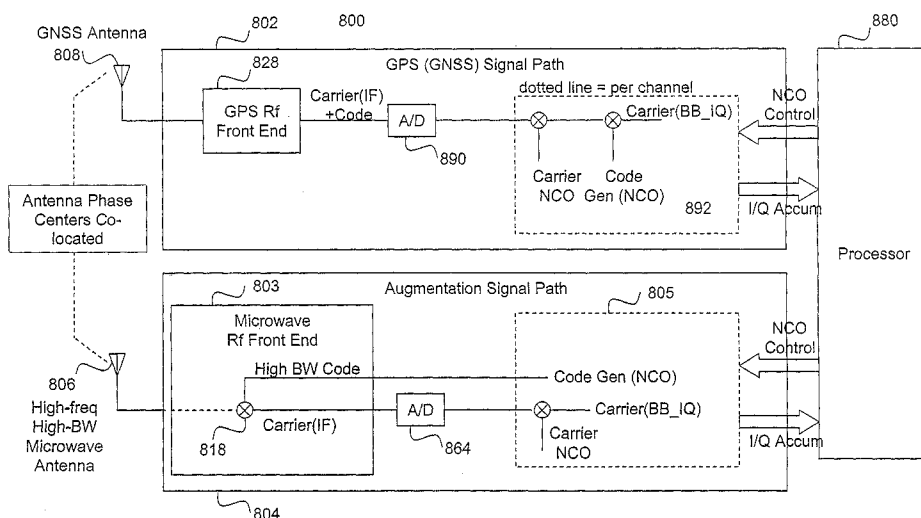 802
800
880
GNSS Antenna
808
828
GPS (GNSS) Signal Path
dotted line = per channel
GPS Rf
Front End
Carrier(IF)
+Code
A/D
890
Carrier(BB_IQ)
Carrier
NCO
Code
Gen (NCO)
892
NCO
Control
I/Q Accum
Antenna Phase
Centers Co-
located
Processor
803
Augmentation Signal Path
805
Microwave
Rf Front End
High BW Code
Code Gen (NCO)
NCO
Control
806
High-freq
High-BW
Microwave
Antenna
818
Carrier(IF)
A/D
864
Carrier(BB_IQ)
Carrier
NCO
I/Q Accum
804